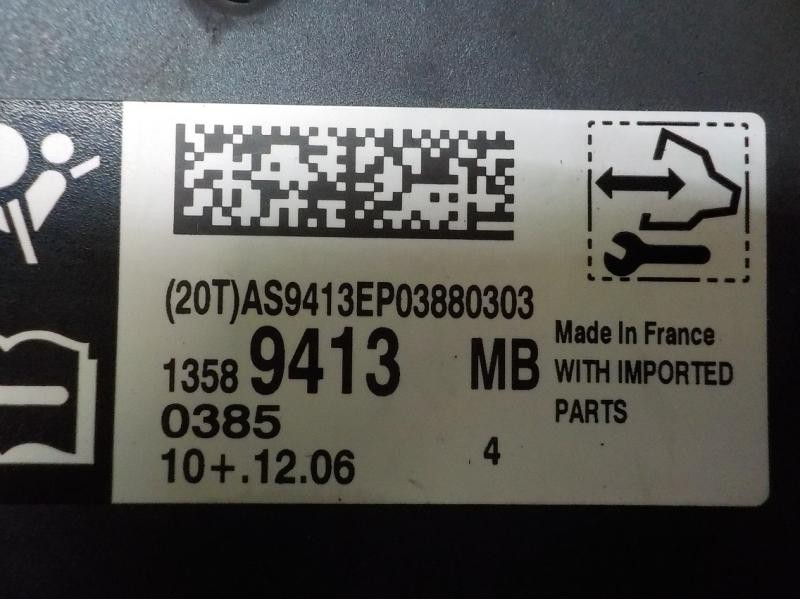 (20T)AS9413EP03880303
1358 9413 MB
0385
10+.12.06 4
Made In France
WITH IMPORTED
PARTS